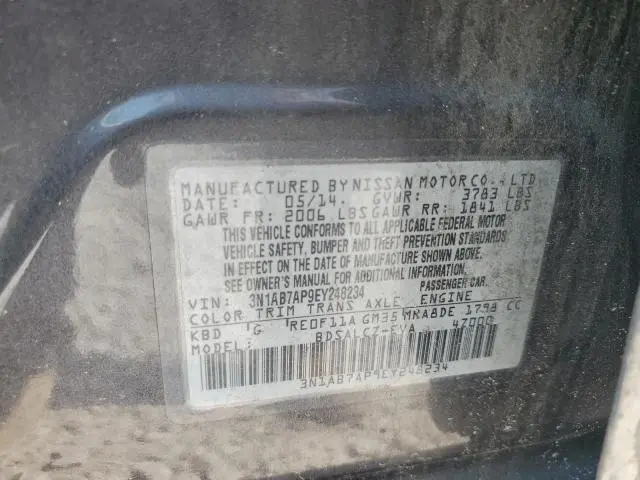 MANUFACTURED BY NISSAN MOTOR CO., LTD
DATE: 05/14 GVWR: 3783 LBS
GAWR FR: 2006 LBS GAWR RR: 1841 LBS
THIS VEHICLE CONFORMS TO ALL APPLICABLE FEDERAL MOTOR
VEHICLE SAFETY, BUMPER AND THEFT PREVENTION STANDARDS
IN EFFECT ON THE DATE OF MANUFACTURE SHOWN ABOVE.
SEE OWNER'S MANUAL FOR ADDITIONAL INFORMATION.
VIN: 3N1AB7AP9EY248234 PASSENGER CAR
COLOR TRIM TRANS AXLE ENGINE
KBD G RE0F11A GM35 MRA8DE 1798 CC
MODEL: BDSALCZ-EVA 47000
3N1AB7AP9EY248234